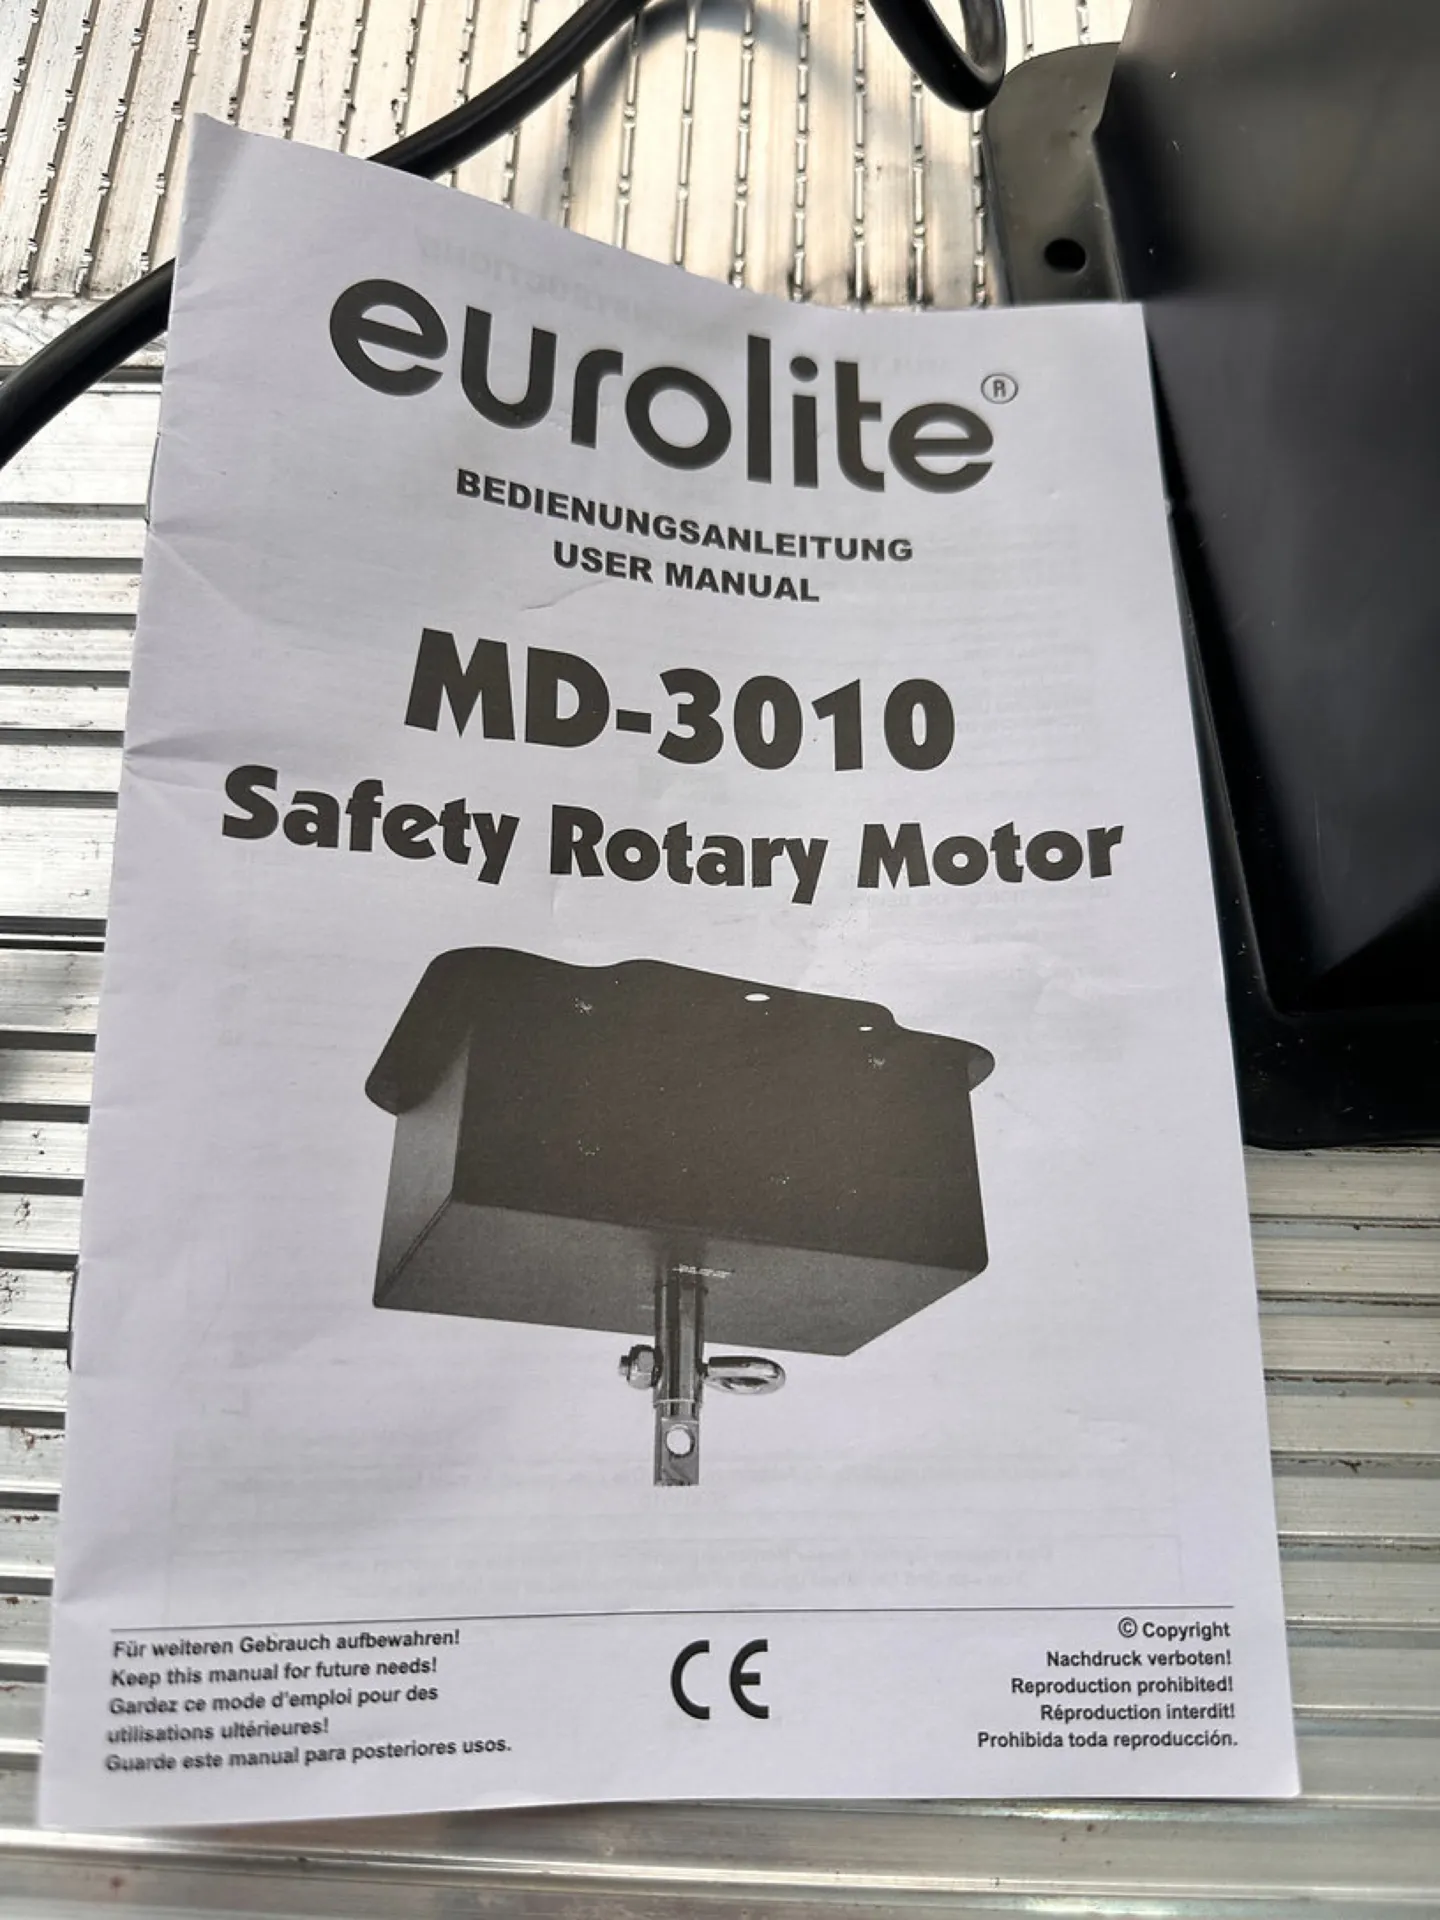 eurolite®
BEDIENUNGSANLEITUNG
USER MANUAL
MD-3010
Safety Rotary Motor
Für weiteren Gebrauch aufbewahren!
Keep this manual for future needs!
Gardez ce mode d'emploi pour des
utilisations ultérieures!
Guarde este manual para posteriores usos.
CE
© Copyright
Nachdruck verboten!
Reproduction prohibited!
Réproduction interdit!
Prohibida toda reproducción.